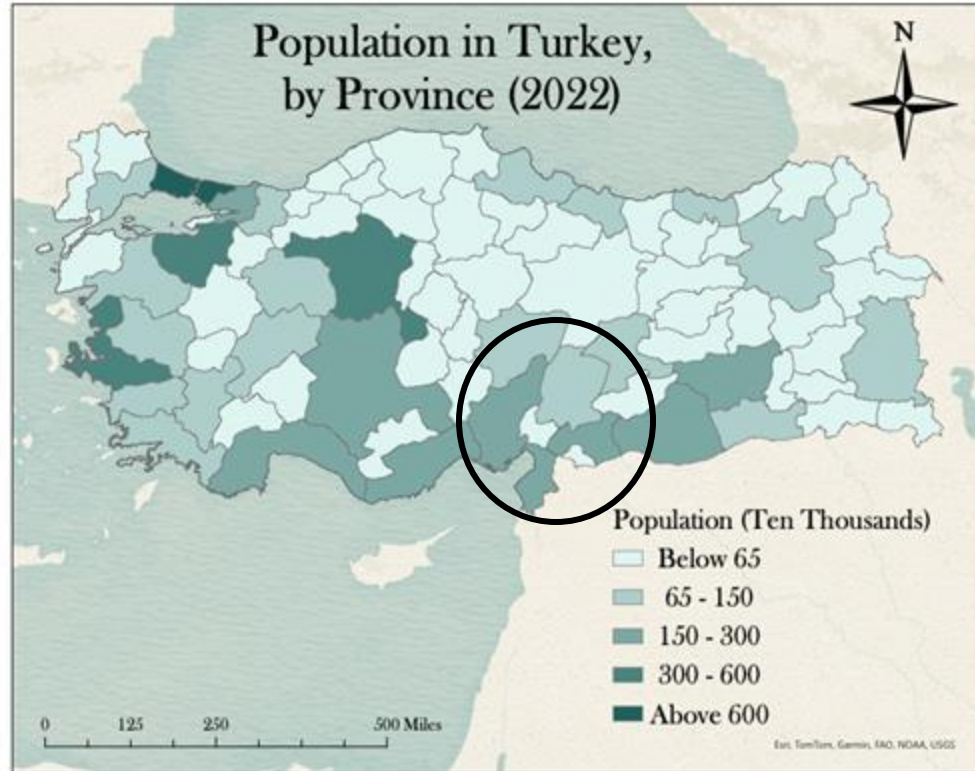 Population in Turkey,
by Province (2022)
N
Population (Ten Thousands)
Below 65
65 - 150
150 - 300
300 - 600
Above 600
0 125 250 500 Miles
Esri, TomTom, Garmin, FAO, NOAA, USGS